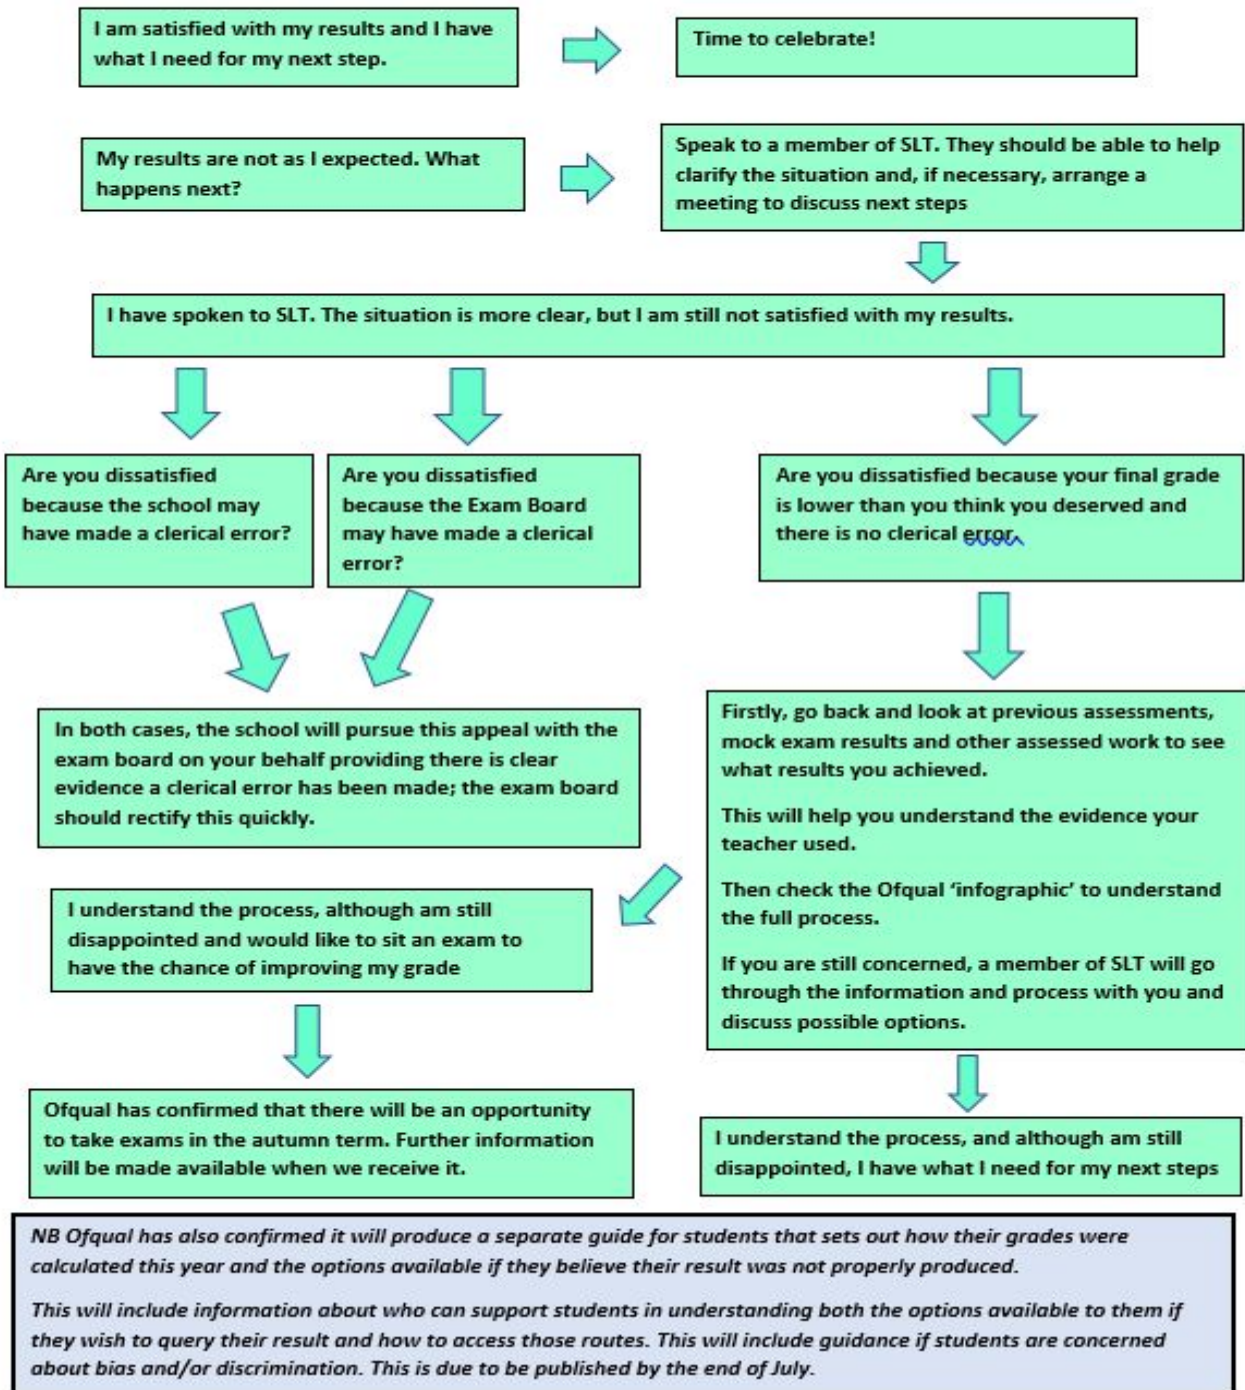 I am satisfied with my results and I have
what I need for my next step.
Time to celebrate!
My results are not as I expected. What
happens next?
Speak to a member of SLT. They should be able to help
clarify the situation and, if necessary, arrange a
meeting to discuss next steps
I have spoken to SLT. The situation is more clear, but I am still not satisfied with my results.
Are you dissatisfied
because the school may
have made a clerical error?
Are you dissatisfied
because the Exam Board
may have made a clerical
error?
Are you dissatisfied because your final grade
is lower than you think you deserved and
there is no clerical error.
In both cases, the school will pursue this appeal with the
exam board on your behalf providing there is clear
evidence a clerical error has been made; the exam board
should rectify this quickly.
Firstly, go back and look at previous assessments,
mock exam results and other assessed work to see
what results you achieved.
This will help you understand the evidence your
teacher used.
Then check the Ofqual ‘infographic’ to understand
the full process.
If you are still concerned, a member of SLT will go
through the information and process with you and
discuss possible options.
I understand the process, although am still
disappointed and would like to sit an exam to
have the chance of improving my grade
Ofqual has confirmed that there will be an opportunity
to take exams in the autumn term. Further information
will be made available when we receive it.
I understand the process, and although am still
disappointed, I have what I need for my next steps
NB Ofqual has also confirmed it will produce a separate guide for students that sets out how their grades were
calculated this year and the options available if they believe their result was not properly produced.
This will include information about who can support students in understanding both the options available to them if
they wish to query their result and how to access those routes. This will include guidance if students are concerned
about bias and/or discrimination. This is due to be published by the end of July.